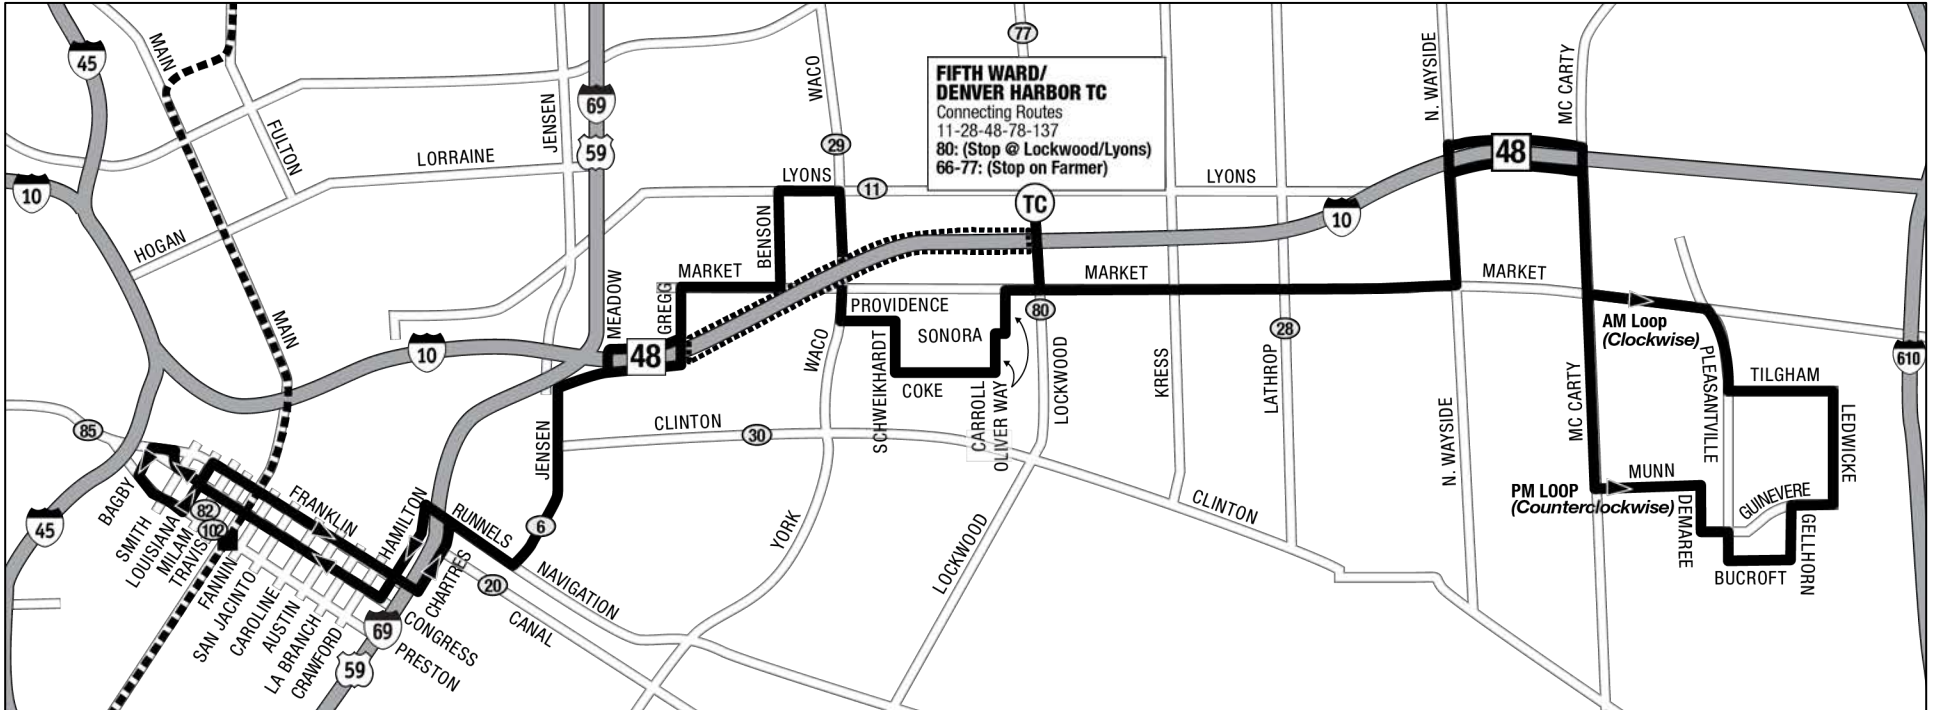 45
MAIN
FULTON
JENSEN
69
59
LORRAINE
HOGAN
10
MAIN
10
WACO
29
77
FIFTH WARD/
DENVER HARBOR TC
Connecting Routes
11-28-48-78-137
80: (Stop @ Lockwood/Lyons)
66-77: (Stop on Farmer)
TC
LYONS
11
LYONS
N. WAYSIDE
MC CARTY
48
10
BENSON
MARKET
MEADOW
GREGG
48
MARKET
MARKET
PROVIDENCE
SONORA
80
WACO
SCHWEIKHARDT
COKE
CARROLL
OLIVER WAY
LOCKWOOD
KRESS
LATHROP
28
N. WAYSIDE
MC CARTY
AM Loop
(Clockwise)
PLEASANTVILLE
TILGHAM
LEDWICKE
610
MUNN
PM LOOP
(Counterclockwise)
DEMAREE
GUINEVERE
GELLHORN
BUCROFT
85
JENSEN
CLINTON
30
CLINTON
YORK
LOCKWOOD
45
BAGBY
SMITH
LOUISIANA
MILAM
TRAVIS
82
102
FRANKLIN
HAMILTON
RUNNELS
6
FANNIN
SAN JACINTO
CAROLINE
AUSTIN
LA BRANCH
CRAWFORD
CHARTRES
20
NAVIGATION
CANAL
69
59
CONGRESS
PRESTON